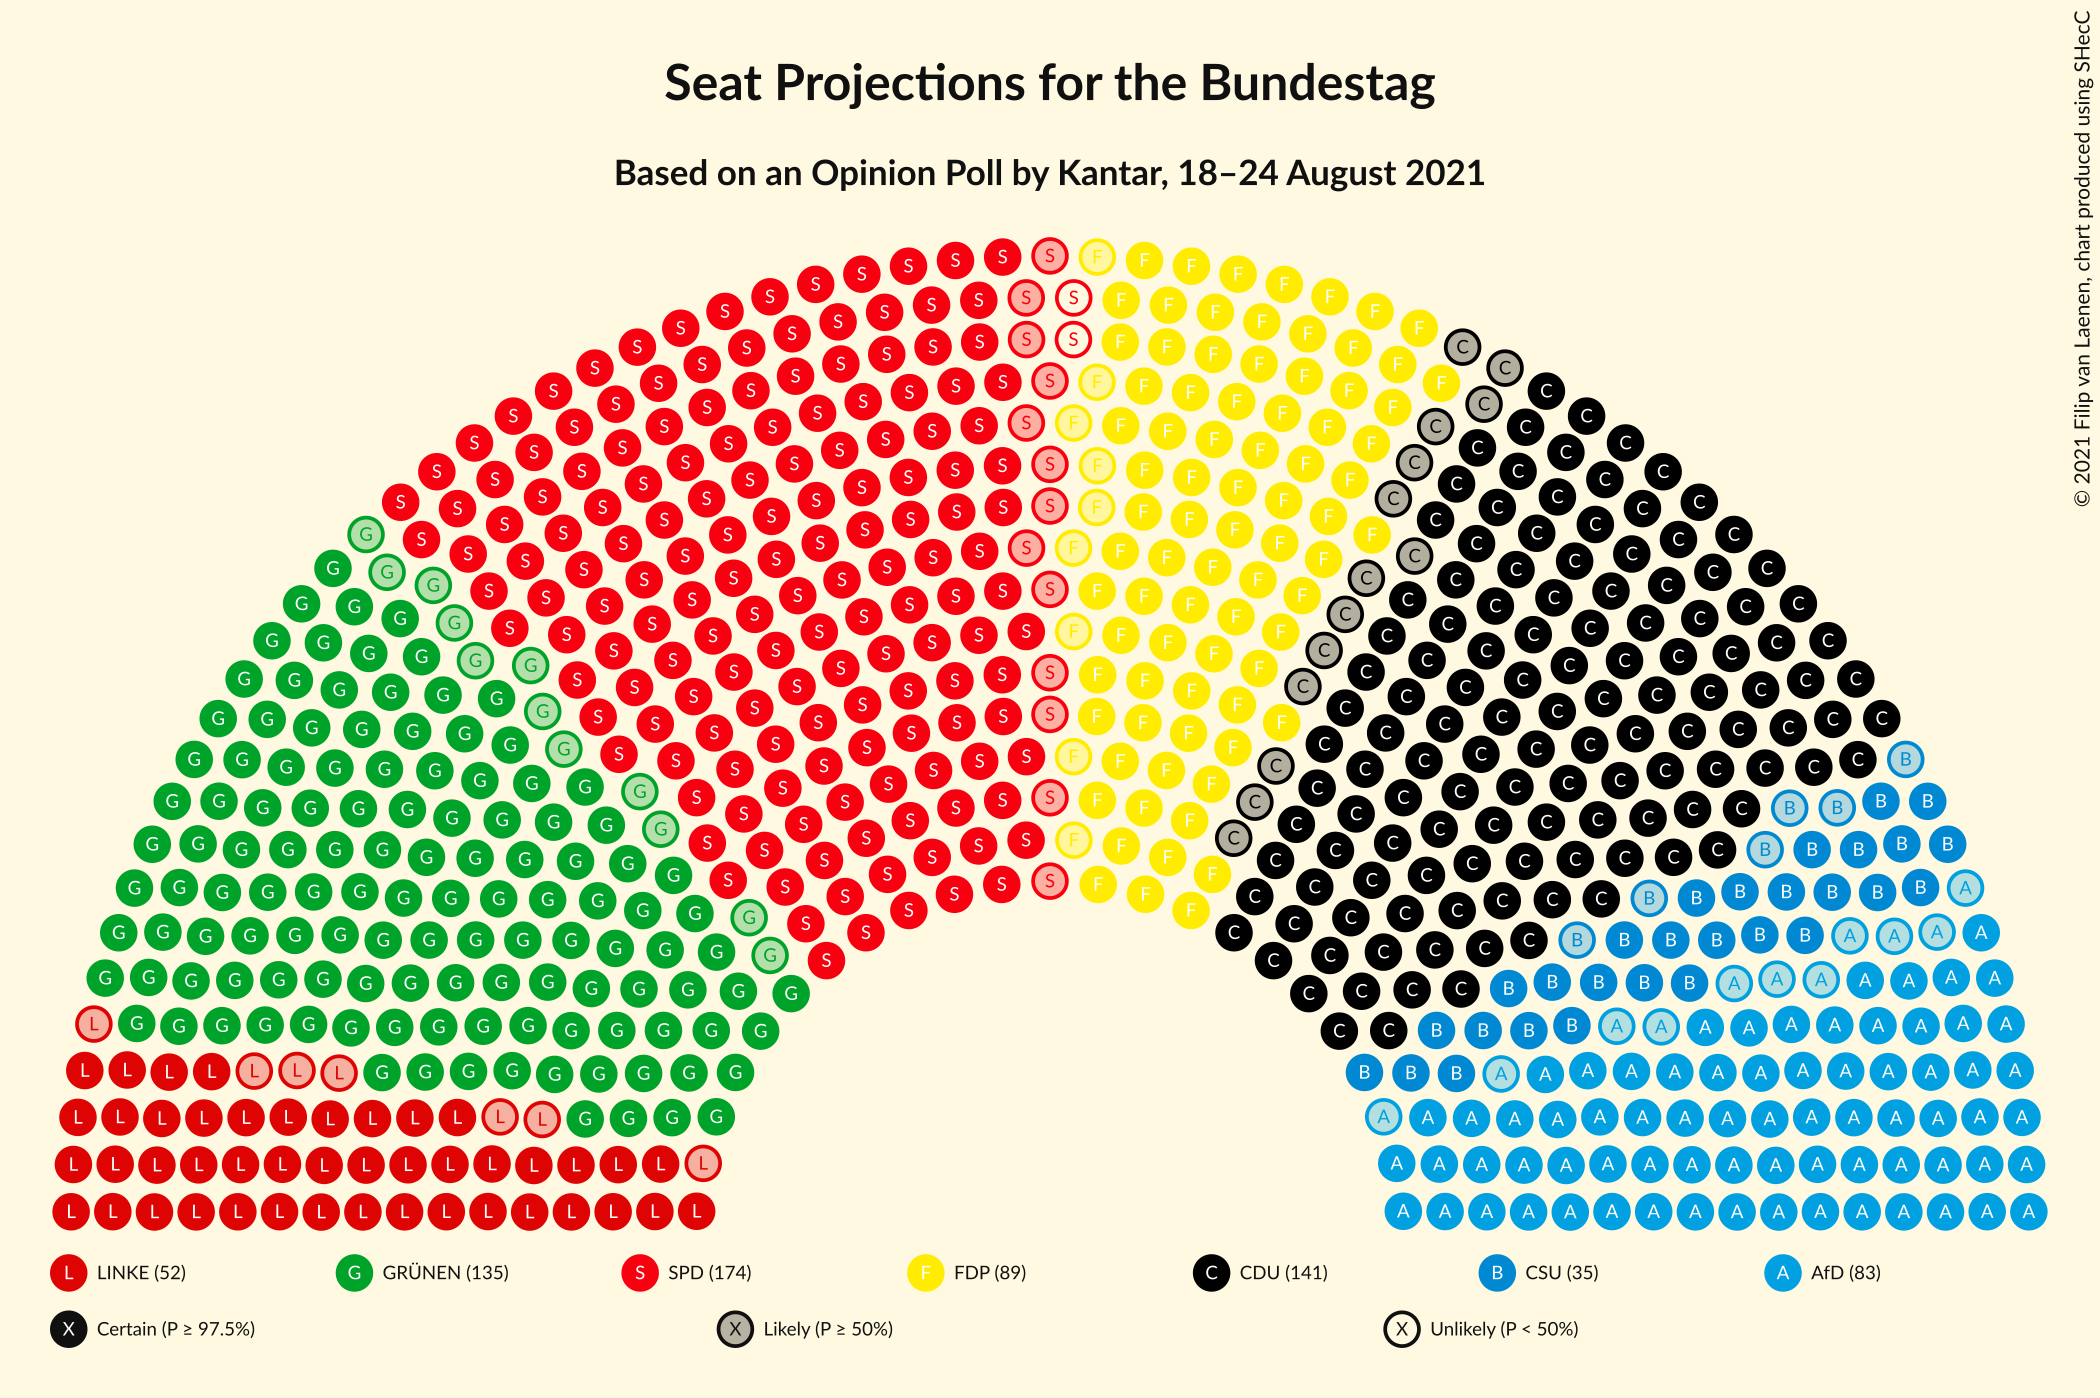 Seat Projections for the Bundestag
Based on an Opinion Poll by Kantar, 18–24 August 2021
© 2021 Filip van Laenen, chart produced using SHecC
L LINKE (52) G GRÜNEN (135) S SPD (174) F FDP (89) C CDU (141) B CSU (35) A AfD (83)
X Certain (P ≥ 97.5%) X Likely (P ≥ 50%) X Unlikely (P < 50%)